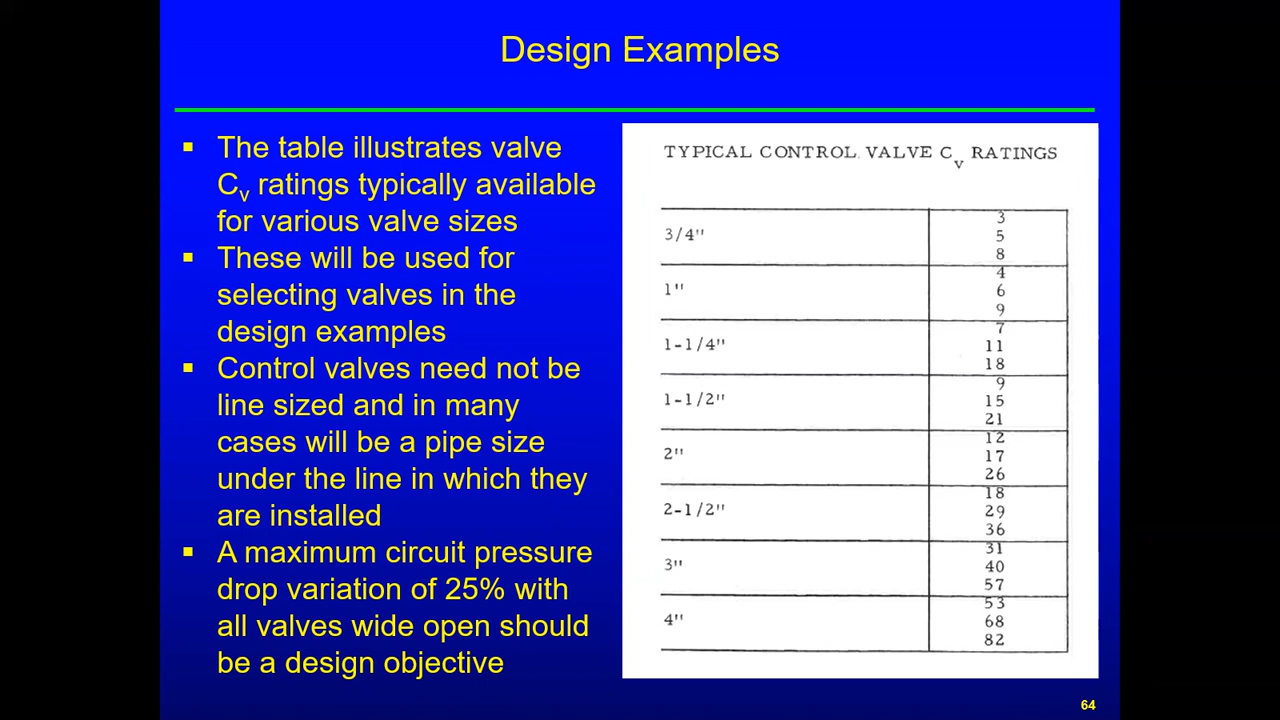 Design Examples
▪ The table illustrates valve
Cv ratings typically available
for various valve sizes
▪ These will be used for
selecting valves in the
design examples
▪ Control valves need not be
line sized and in many
cases will be a pipe size
under the line in which they
are installed
▪ A maximum circuit pressure
drop variation of 25% with
all valves wide open should
be a design objective
TYPICAL CONTROL VALVE Cv RATINGS
3
3/4" 5
8
4
1" 6
9
7
1-1/4" 11
18
9
1-1/2" 15
21
12
2" 17
26
18
2-1/2" 29
36
31
3" 40
57
53
4" 68
82
64